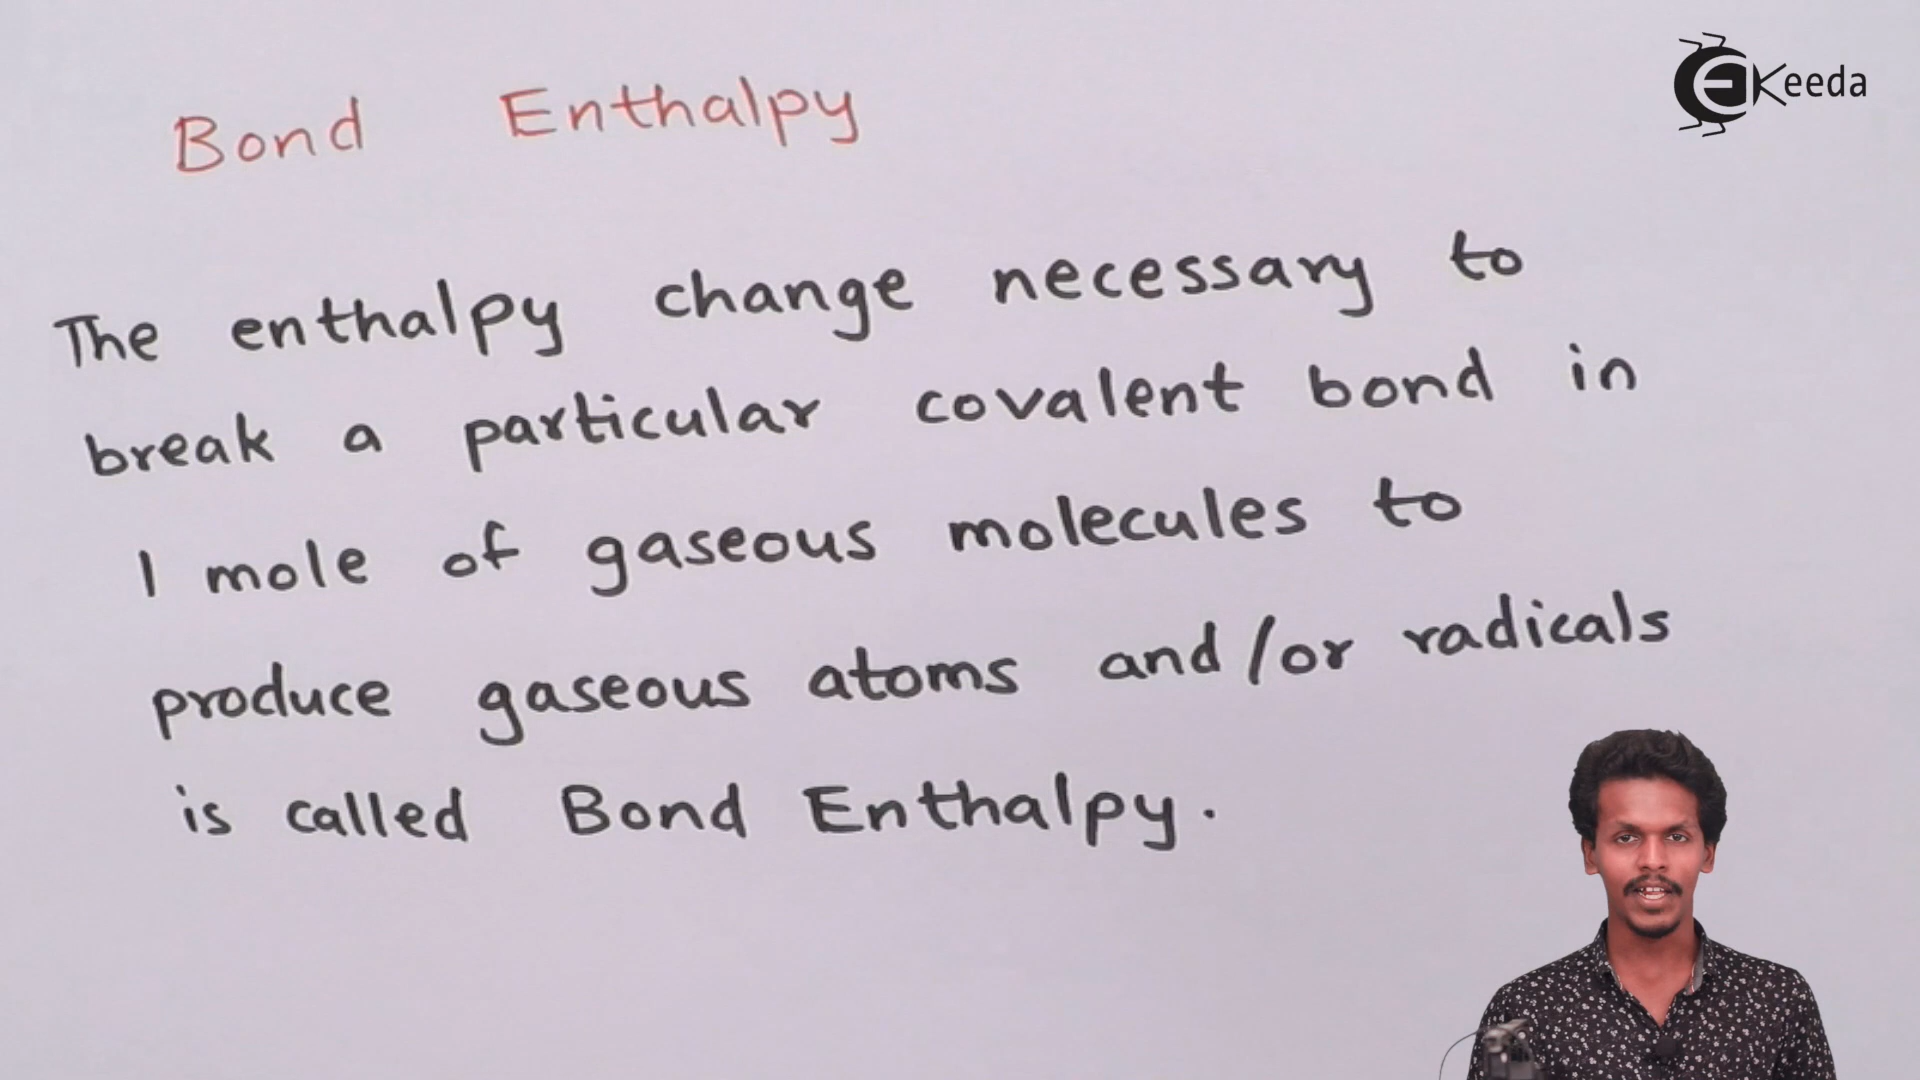 Bond Enthalpy
EKeeda
The enthalpy change necessary to
break a particular covalent bond in
1 mole of gaseous molecules to
produce gaseous atoms and/or radicals
is called Bond Enthalpy.